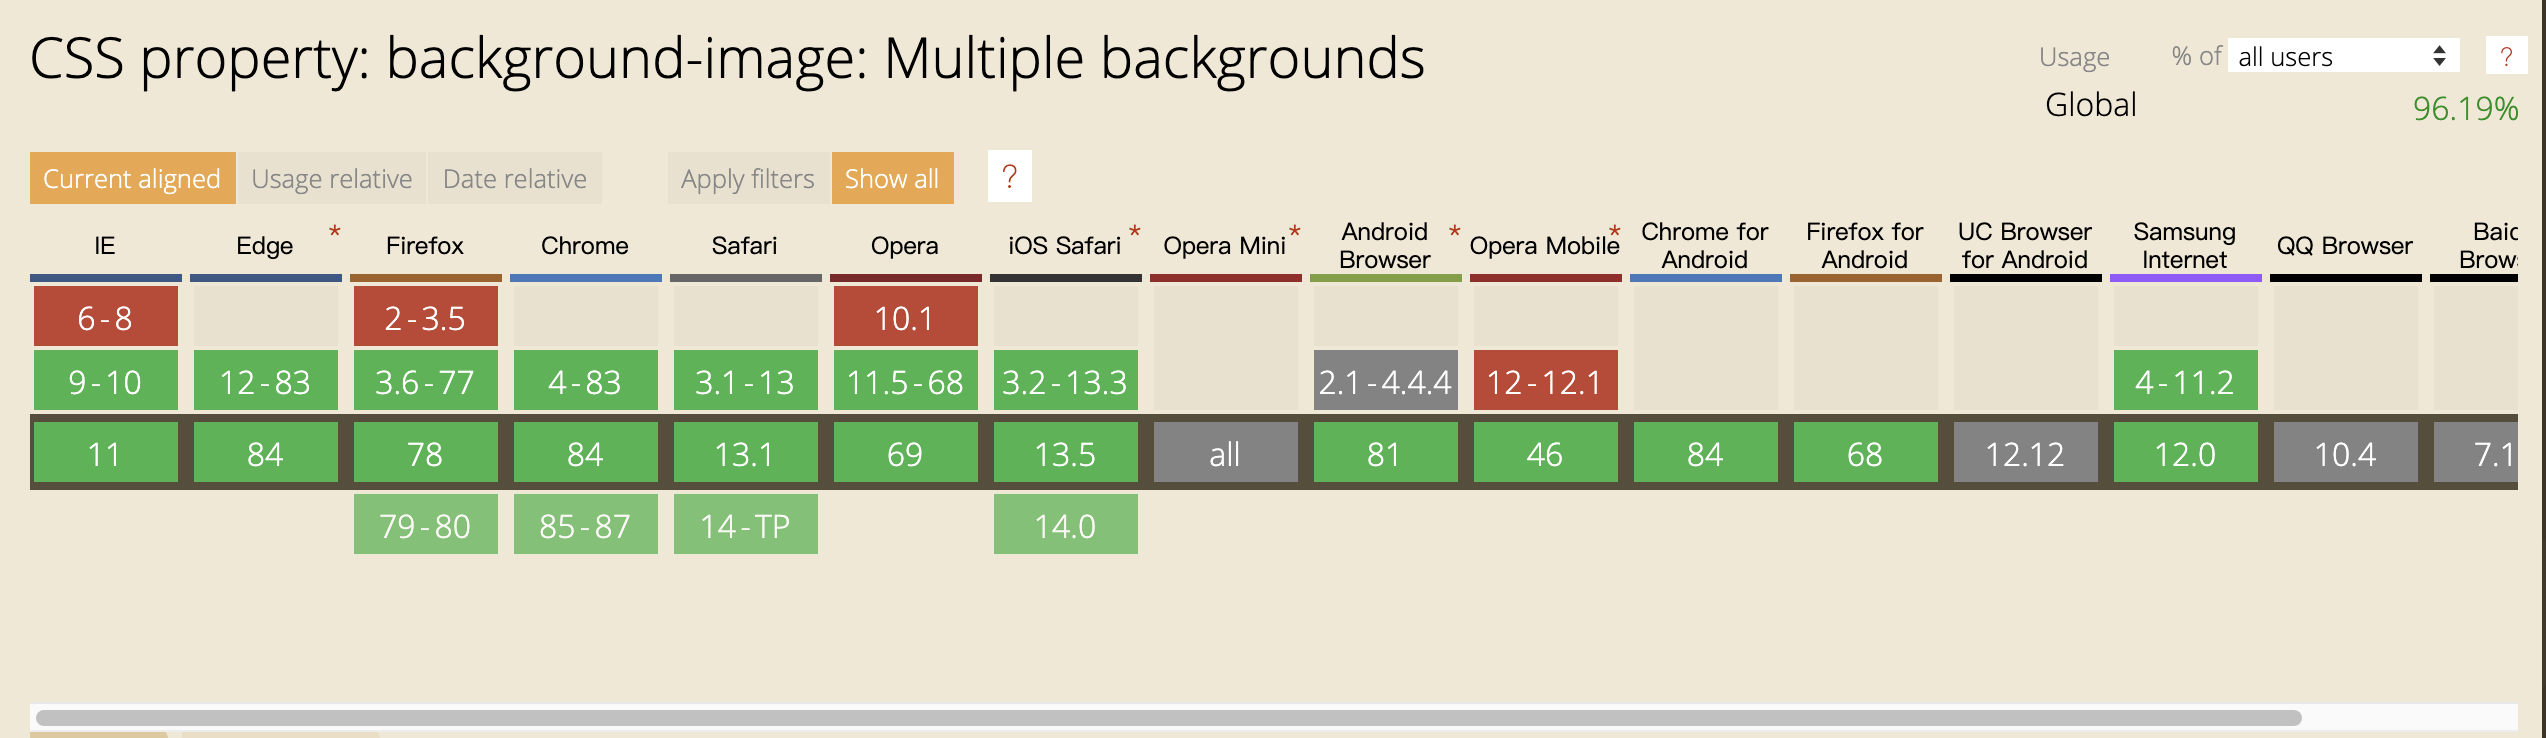 CSS property: background-image: Multiple backgrounds
Usage % of all users ?
Global 96.19%
Current aligned Usage relative Date relative Apply filters Show all ?
IE Edge * Firefox Chrome Safari Opera iOS Safari * Opera Mini * Android Browser * Opera Mobile * Chrome for Android Firefox for Android UC Browser for Android Samsung Internet QQ Browser
6-8 2-3.5 10.1
9-10 12-83 3.6-77 4-83 3.1-13 11.5-68 3.2-13.3 2.1-4.4.4 12-12.1 4-11.2
11 84 78 84 13.1 69 13.5 all 81 46 84 68 12.12 12.0 10.4 7.1
79-80 85-87 14-TP 14.0